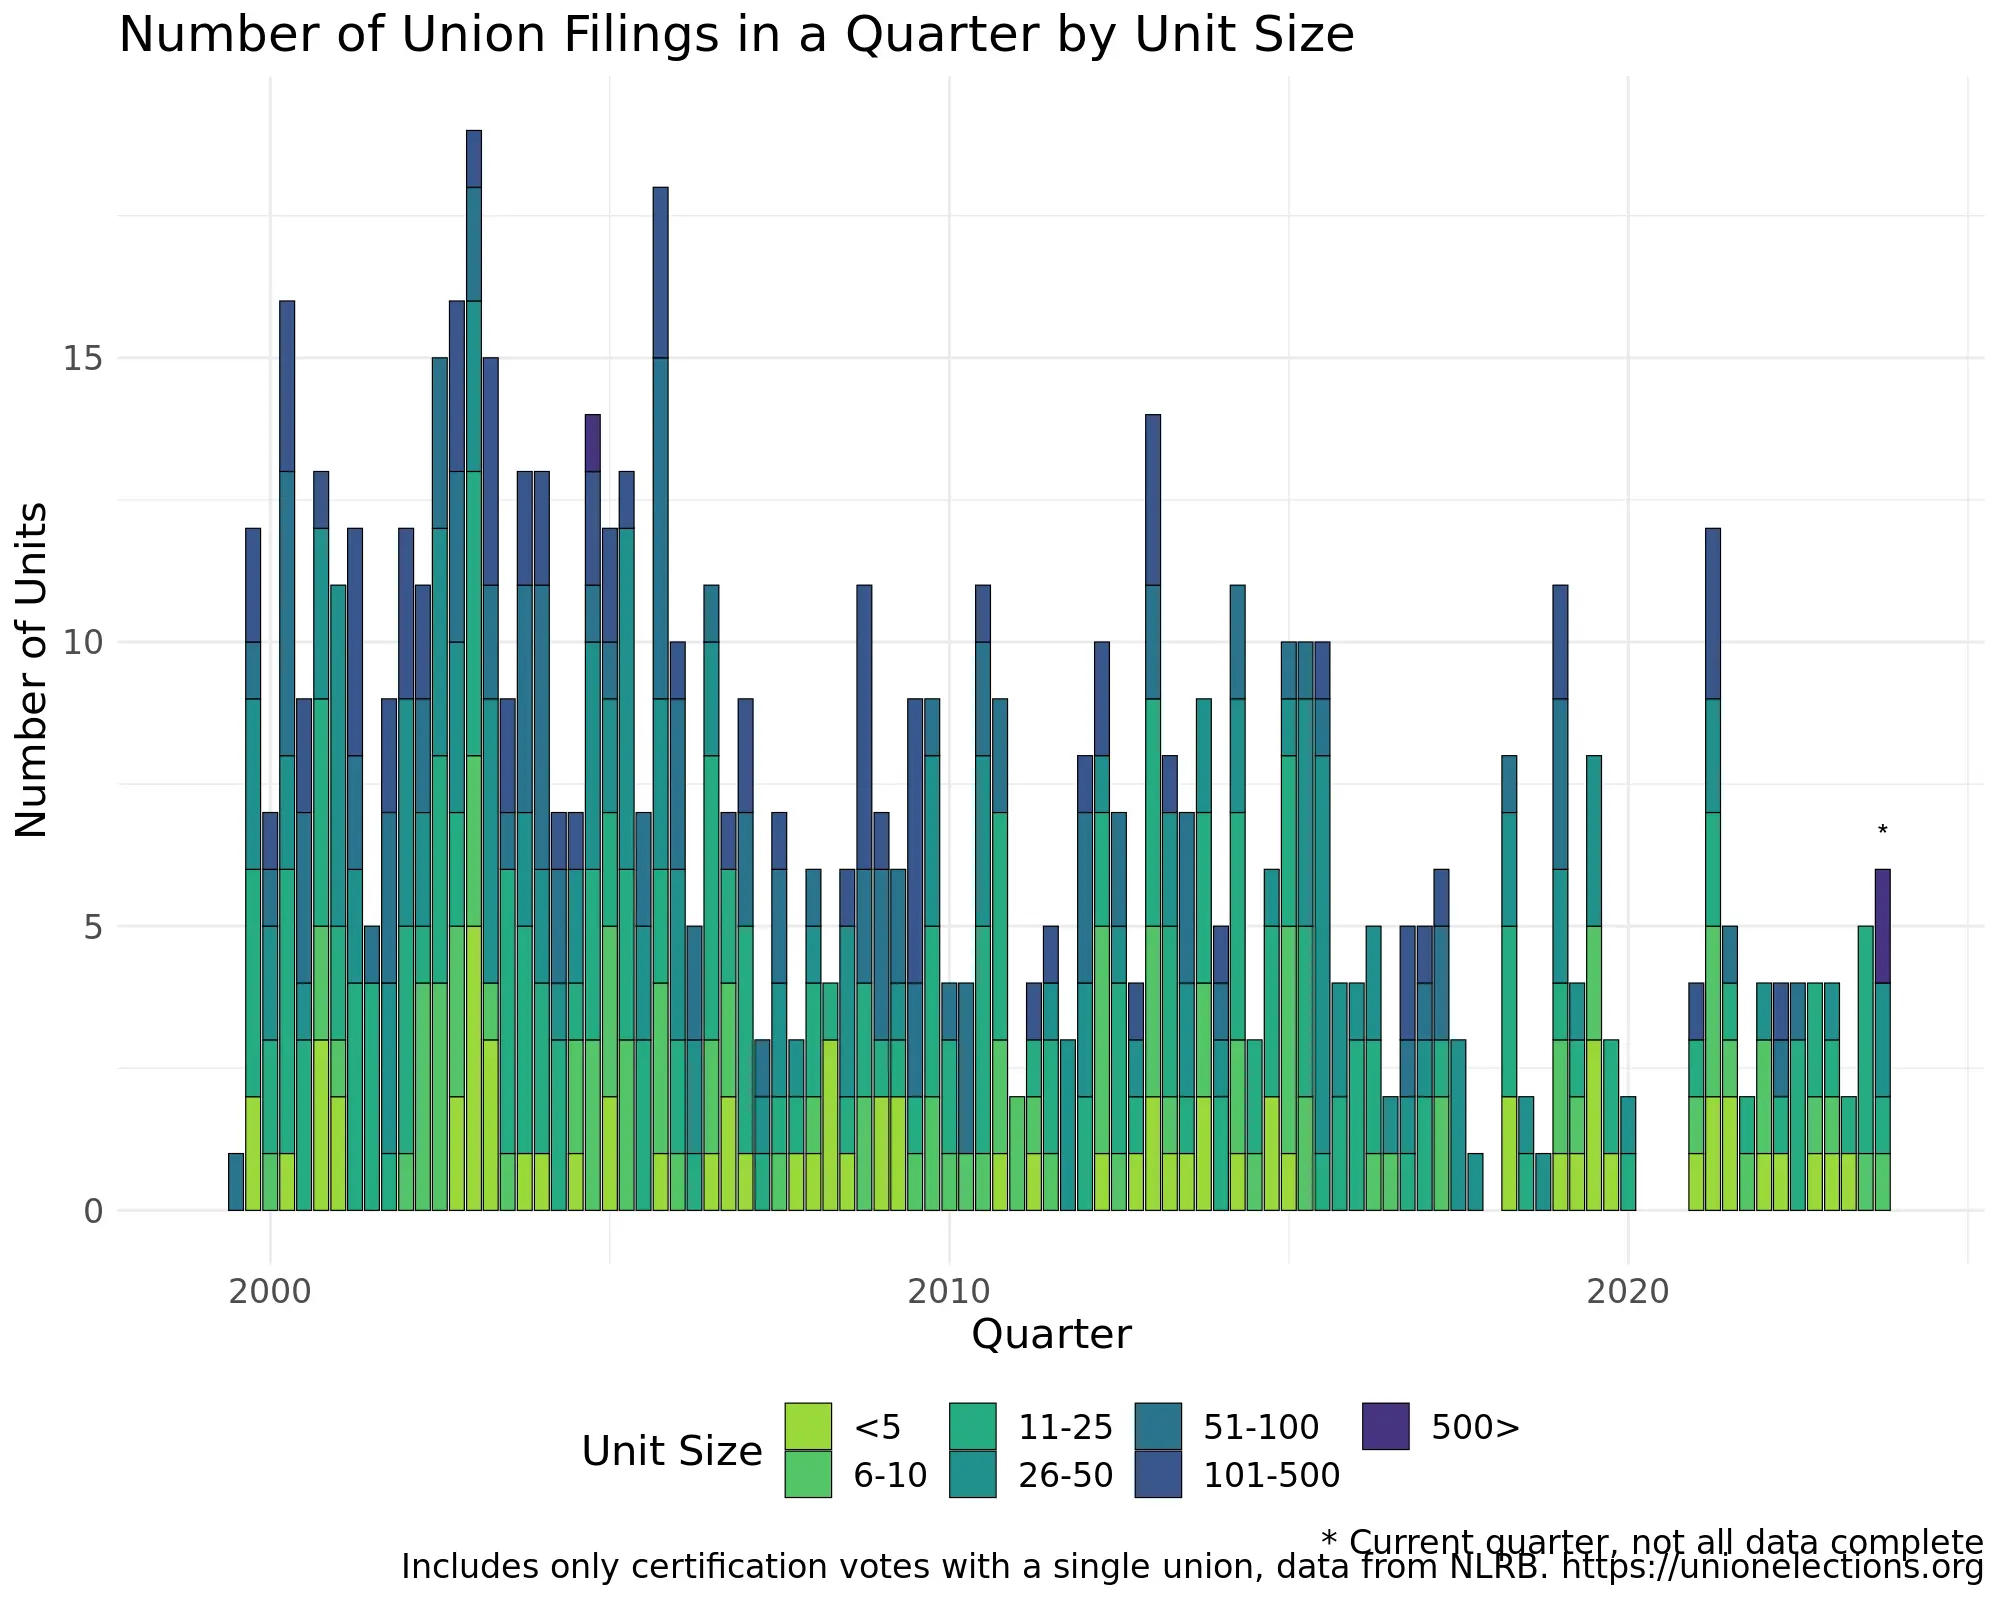 Number of Union Filings in a Quarter by Unit Size
Number of Units
15
10
5
0
*
2000 2010 2020
Quarter
Unit Size
<5 11-25 51-100 500>
6-10 26-50 101-500
* Current quarter, not all data complete
Includes only certification votes with a single union, data from NLRB. https://unionelections.org